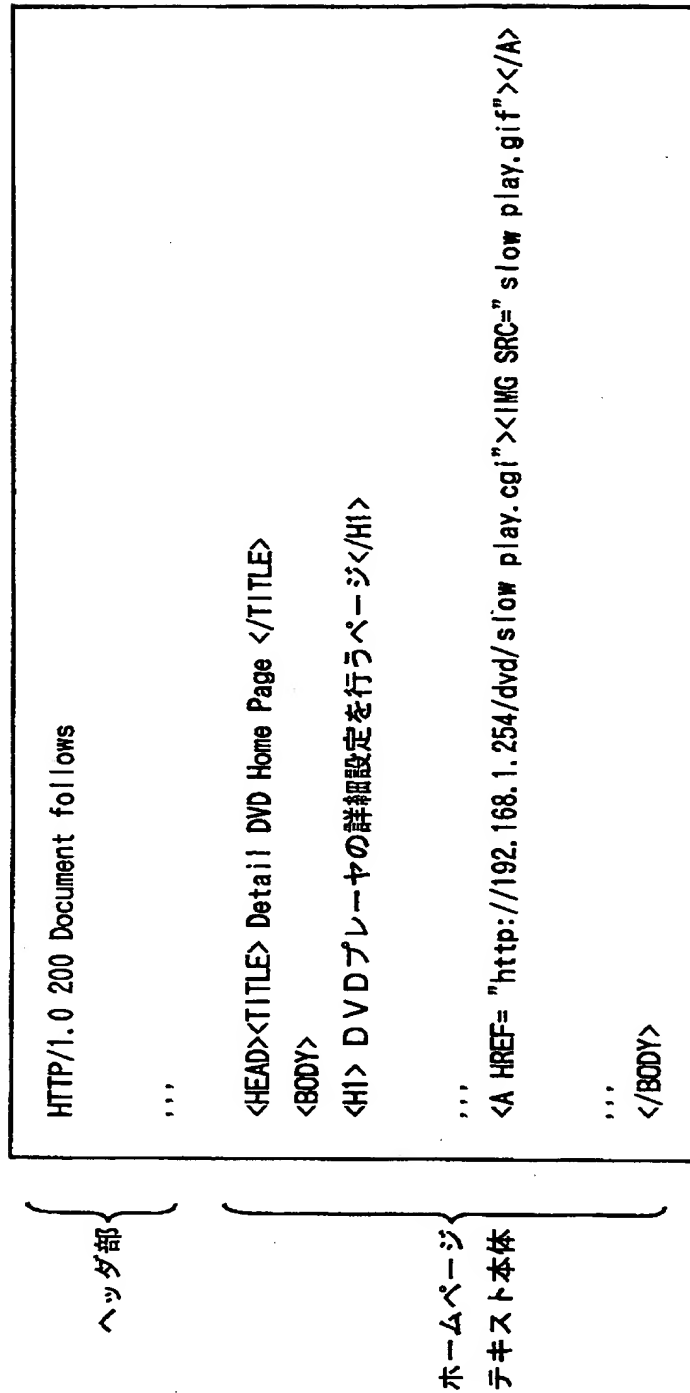 ヘッダ部
HTTP/1.0 200 Document follows
,,,
ホームページ
テキスト本体
<HEAD><TITLE> Detail DVD Home Page </TITLE>
<BODY>
<H1> DVDプレーヤの詳細設定を行うページ</H1>
,,,
<A HREF= "http://192.168.1.254/dvd/slow play.cgi"><IMG SRC=" slow play.gif"></A>
,,,
</BODY>